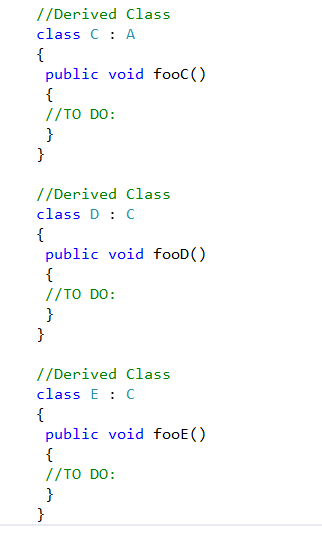 //Derived Class
class C : A
{
public void fooC()
{
//TO DO:
}
}
//Derived Class
class D : C
{
public void fooD()
{
//TO DO:
}
}
//Derived Class
class E : C
{
public void fooE()
{
//TO DO:
}
}